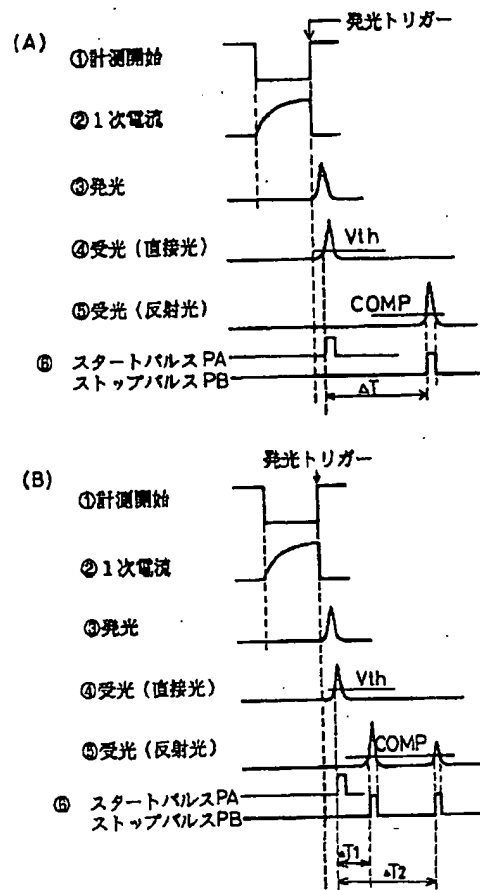 発光トリガー
(A)
①計測開始
②1次電流
③発光
④受光(直接光)
Vth
⑤受光(反射光)
COMP
⑥ スタートパルスPA
ストップパルスPB
ΔT
発光トリガー
(B)
①計測開始
②1次電流
③発光
④受光(直接光)
Vth
⑤受光(反射光)
COMP
⑥ スタートパルスPA
ストップパルスPB
ΔT1
ΔT2